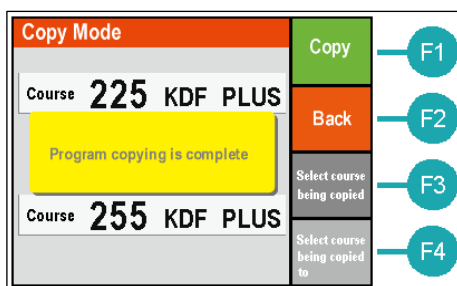 Copy Mode
Course 225 KDF PLUS
Program copying is complete
Course 255 KDF PLUS
Copy
F1
Back
F2
Select course
being copied
F3
Select course
being copied
to
F4